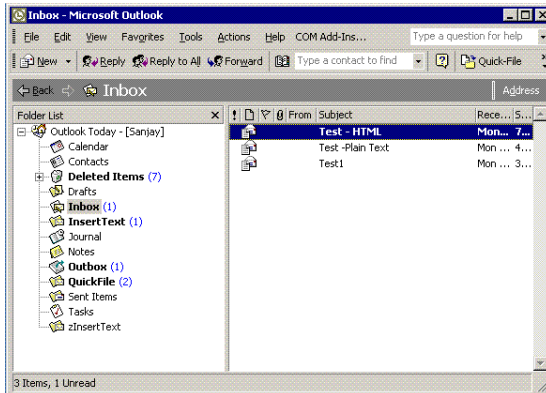 Inbox - Microsoft Outlook
File Edit View Favorites Tools Actions Help COM Add-Ins... Type a question for help
New Reply Reply to All Forward Type a contact to find Quick-File
Back Inbox Address
Folder List
! From Subject Rece... S...
Outlook Today - [Sanjay]
Calendar
Contacts
Deleted Items (7)
Drafts
Inbox (1)
InsertText (1)
Journal
Notes
Outbox (1)
QuickFile (2)
Sent Items
Tasks
zInsertText
Test - HTML Mon... 7...
Test -Plain Text Mon ... 4...
Test1 Mon ... 3...
3 Items, 1 Unread